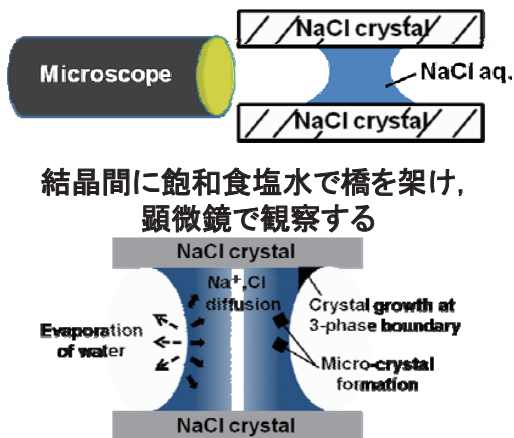 NaCl crystal
Microscope
NaCl aq.
NaCl crystal
結晶間に飽和食塩水で橋を架け,
顕微鏡で観察する
NaCl crystal
Na+,Cl
diffusion
Crystal growth at
3-phase boundary
Evaporation
of water
Micro-crystal
formation
NaCl crystal